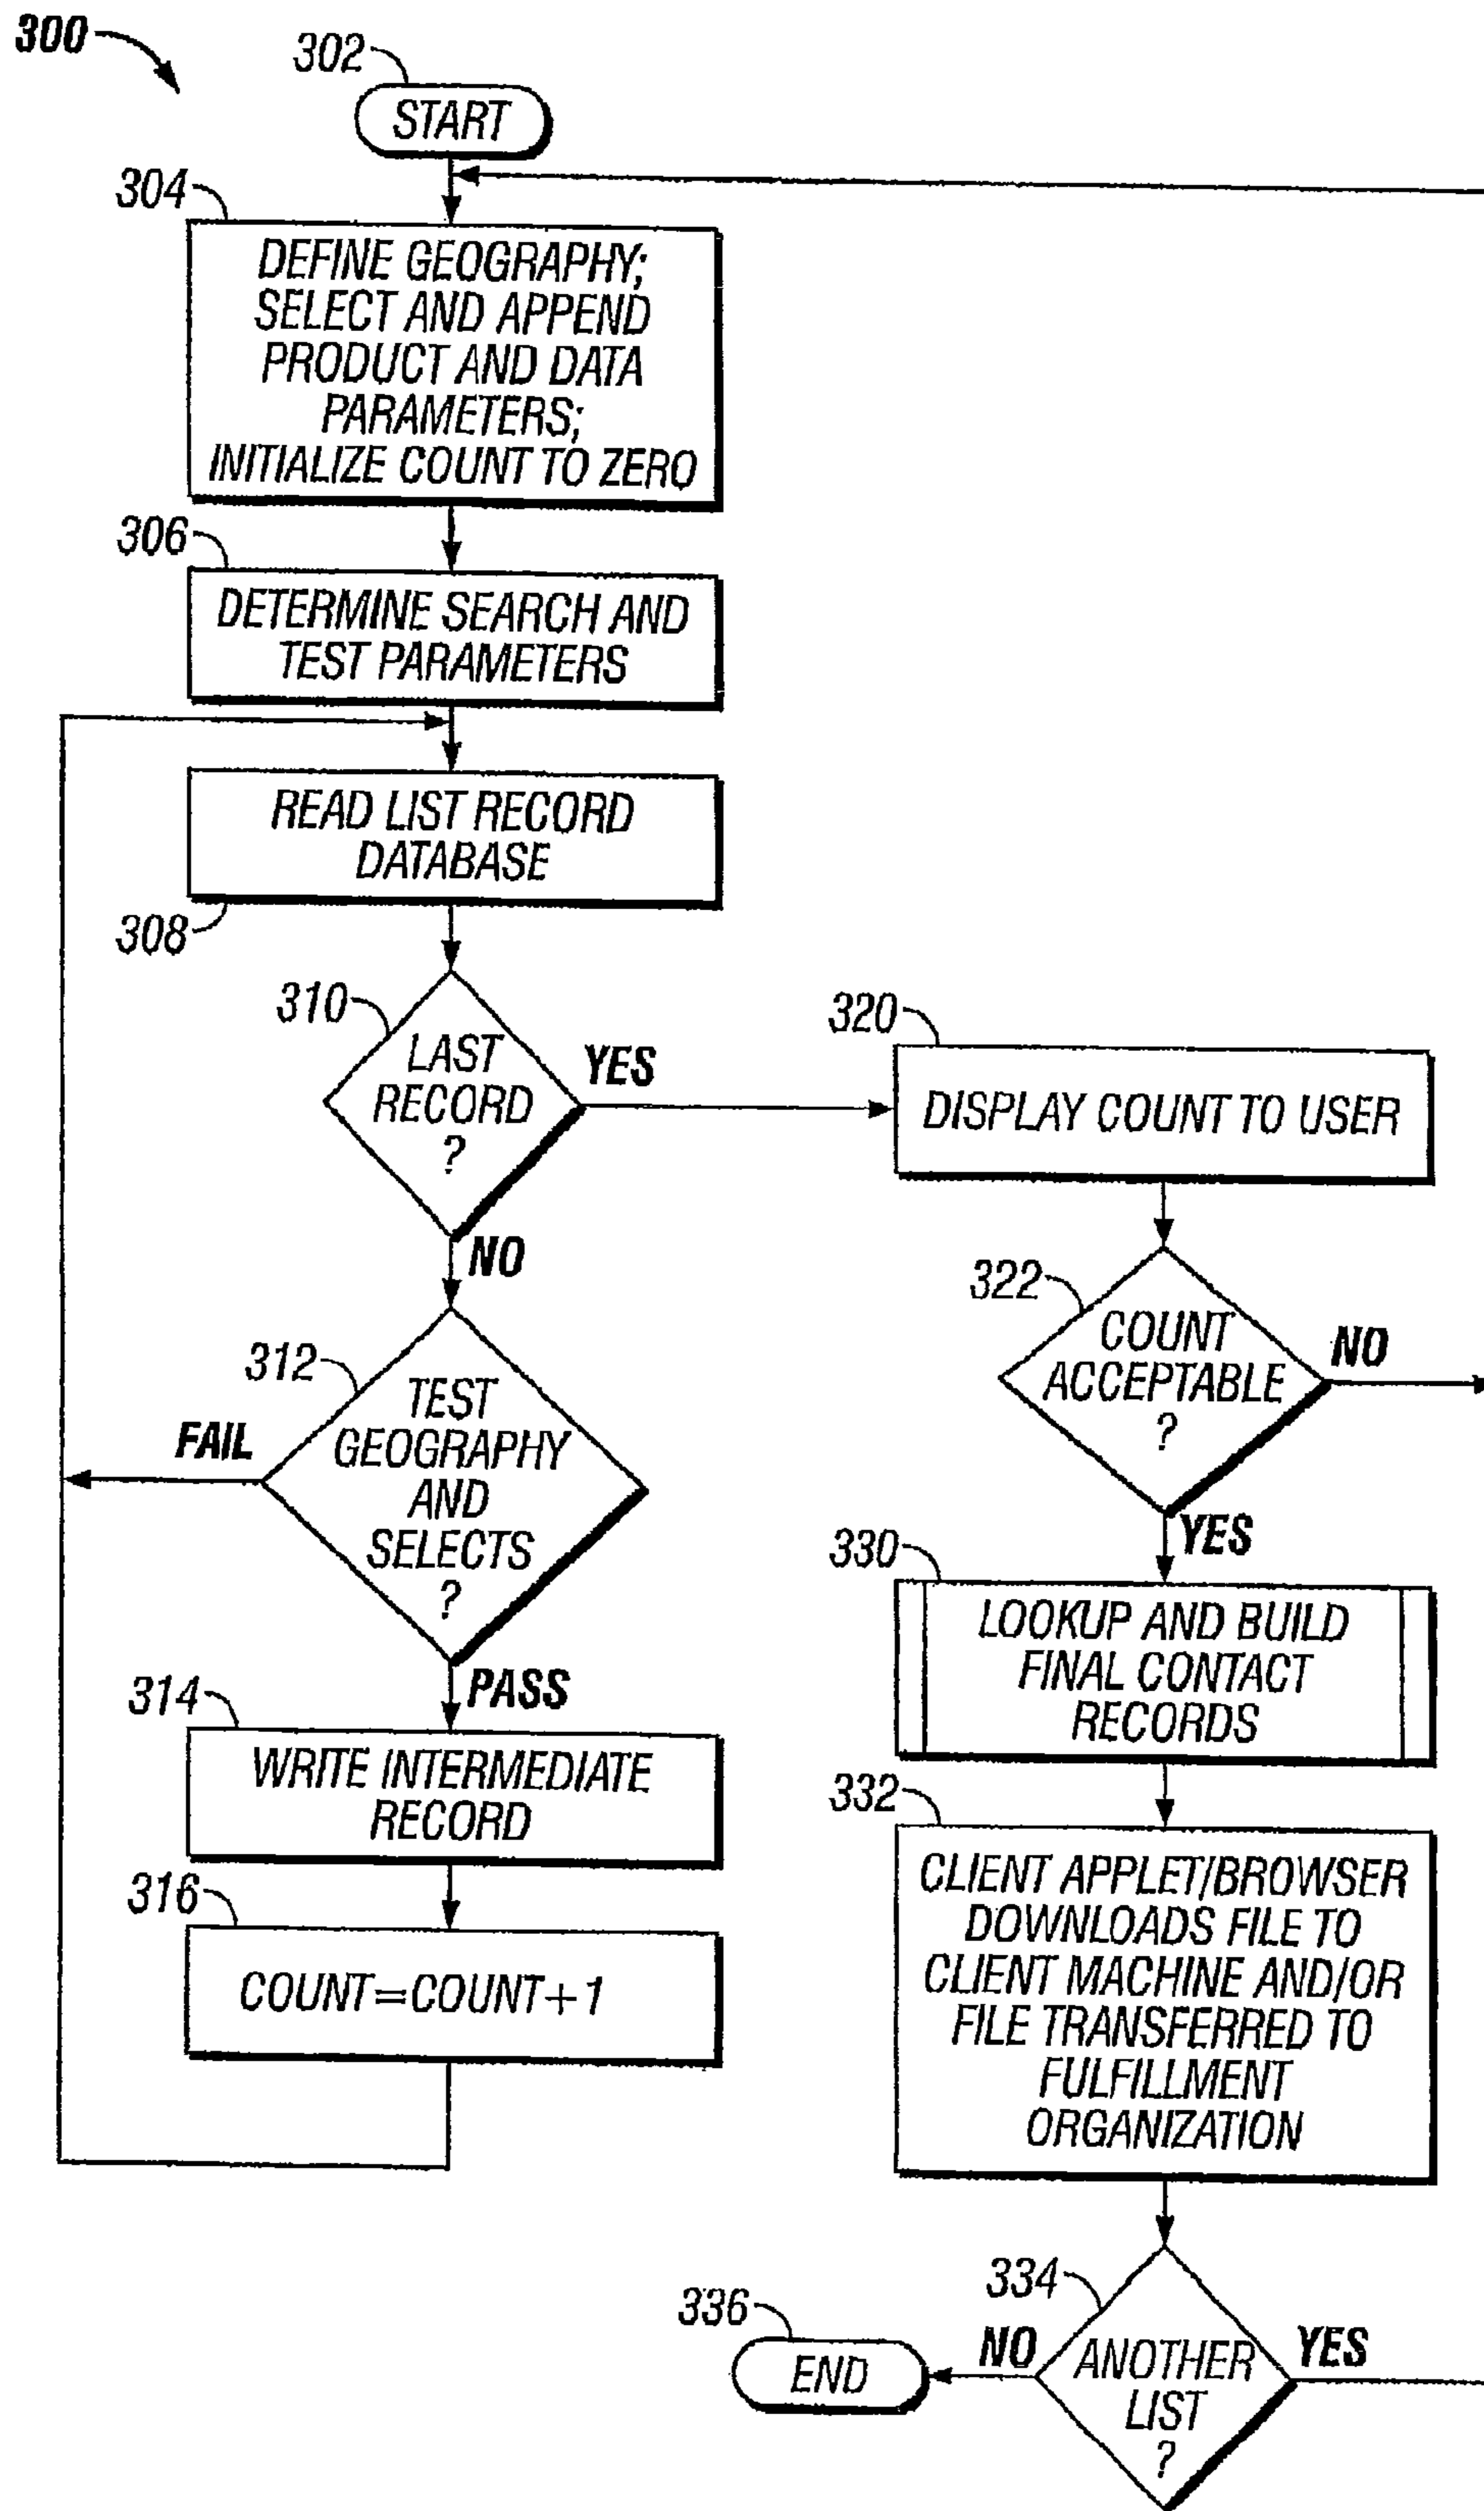 300
302
START
304
DEFINE GEOGRAPHY;
SELECT AND APPEND
PRODUCT AND DATA
PARAMETERS;
INITIALIZE COUNT TO ZERO
306
DETERMINE SEARCH AND
TEST PARAMETERS
READ LIST RECORD
DATABASE
308
310
LAST
RECORD
?
YES
NO
312
TEST
GEOGRAPHY
AND
SELECTS
?
FAIL
PASS
314
WRITE INTERMEDIATE
RECORD
316
COUNT=COUNT+1
320
DISPLAY COUNT TO USER
322
COUNT
ACCEPTABLE
?
NO
YES
330
LOOKUP AND BUILD
FINAL CONTACT
RECORDS
332
CLIENT APPLET/BROWSER
DOWNLOADS FILE TO
CLIENT MACHINE AND/OR
FILE TRANSFERRED TO
FULFILLMENT
ORGANIZATION
334
ANOTHER
LIST
?
NO
YES
336
END